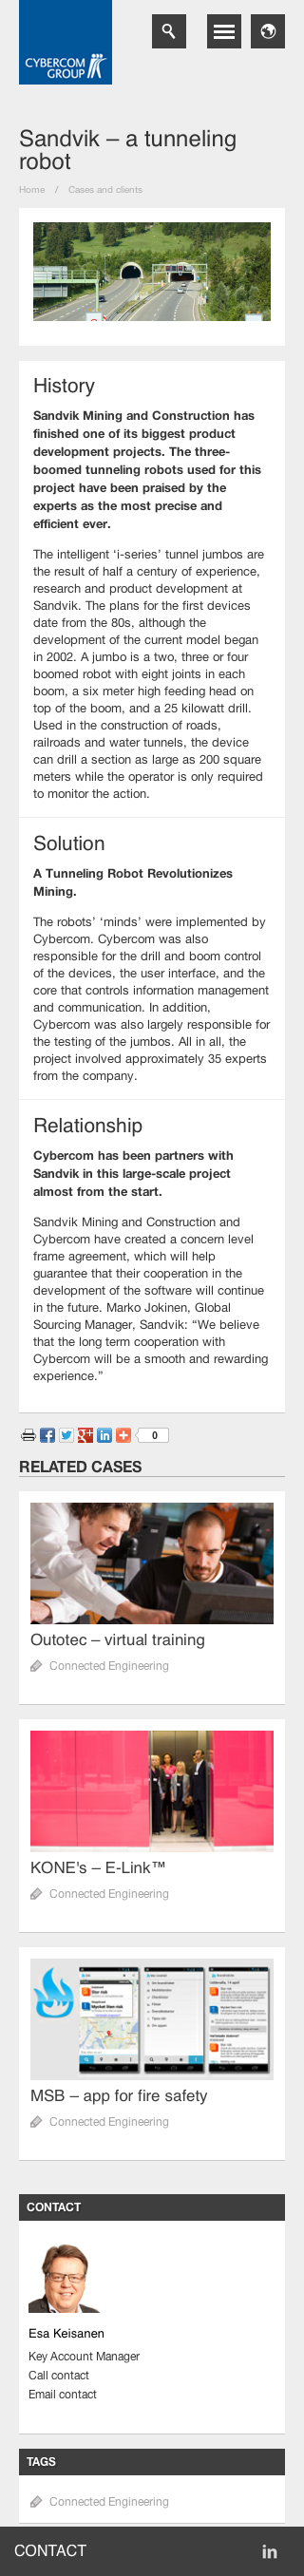 CYBERCOM
GROUP
Sandvik – a tunneling
robot
Home / Cases and clients
History
Sandvik Mining and Construction has
finished one of its biggest product
development projects. The three-
boomed tunneling robots used for this
project have been praised by the
experts as the most precise and
efficient ever.
The intelligent ‘i-series’ tunnel jumbos are
the result of half a century of experience,
research and product development at
Sandvik. The plans for the first devices
date from the 80s, although the
development of the current model began
in 2002. A jumbo is a two, three or four
boomed robot with eight joints in each
boom, a six meter high feeding head on
top of the boom, and a 25 kilowatt drill.
Used in the construction of roads,
railroads and water tunnels, the device
can drill a section as large as 200 square
meters while the operator is only required
to monitor the action.
Solution
A Tunneling Robot Revolutionizes
Mining.
The robots’ ‘minds’ were implemented by
Cybercom. Cybercom was also
responsible for the drill and boom control
of the devices, the user interface, and the
core that controls information management
and communication. In addition,
Cybercom was also largely responsible for
the testing of the jumbos. All in all, the
project involved approximately 35 experts
from the company.
Relationship
Cybercom has been partners with
Sandvik in this large-scale project
almost from the start.
Sandvik Mining and Construction and
Cybercom have created a concern level
frame agreement, which will help
guarantee that their cooperation in the
development of the software will continue
in the future. Marko Jokinen, Global
Sourcing Manager, Sandvik: “We believe
that the long term cooperation with
Cybercom will be a smooth and rewarding
experience.”
0
RELATED CASES
Outotec – virtual training
Connected Engineering
KONE's – E-Link™
Connected Engineering
MSB – app for fire safety
Connected Engineering
CONTACT
Esa Keisanen
Key Account Manager
Call contact
Email contact
TAGS
Connected Engineering
CONTACT